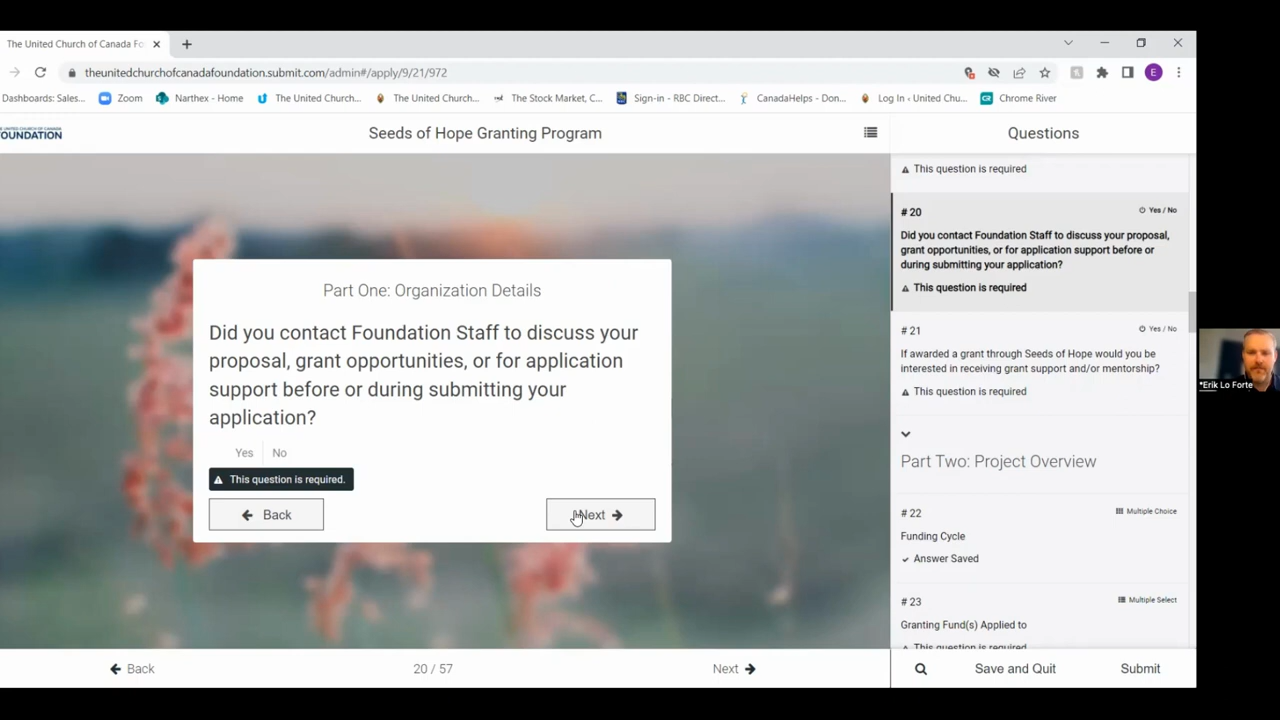 The United Church of Canada Fo
theunitedchurchofcanadafoundation.submit.com/admin#/apply/9/21/972
E
Dashboards: Sales...
Zoom
Narthex - Home
The United Church...
The United Church...
The Stock Market, C...
Sign-in - RBC Direct...
CanadaHelps - Don...
Log In ‹ United Chu...
CR
Chrome River
FOUNDATION
Seeds of Hope Granting Program
Questions
Part One: Organization Details
Did you contact Foundation Staff to discuss your
proposal, grant opportunities, or for application
support before or during submitting your
application?
Yes
No
This question is required.
Back
Next
Back
20 / 57
Next
This question is required
# 20
Yes / No
Did you contact Foundation Staff to discuss your proposal,
grant opportunities, or for application support before or
during submitting your application?
This question is required
# 21
Yes / No
If awarded a grant through Seeds of Hope would you be
interested in receiving grant support and/or mentorship?
This question is required
Part Two: Project Overview
# 22
Multiple Choice
Funding Cycle
Answer Saved
# 23
Multiple Select
Granting Fund(s) Applied to
This question is required
Save and Quit
Submit
*Erik Lo Forte